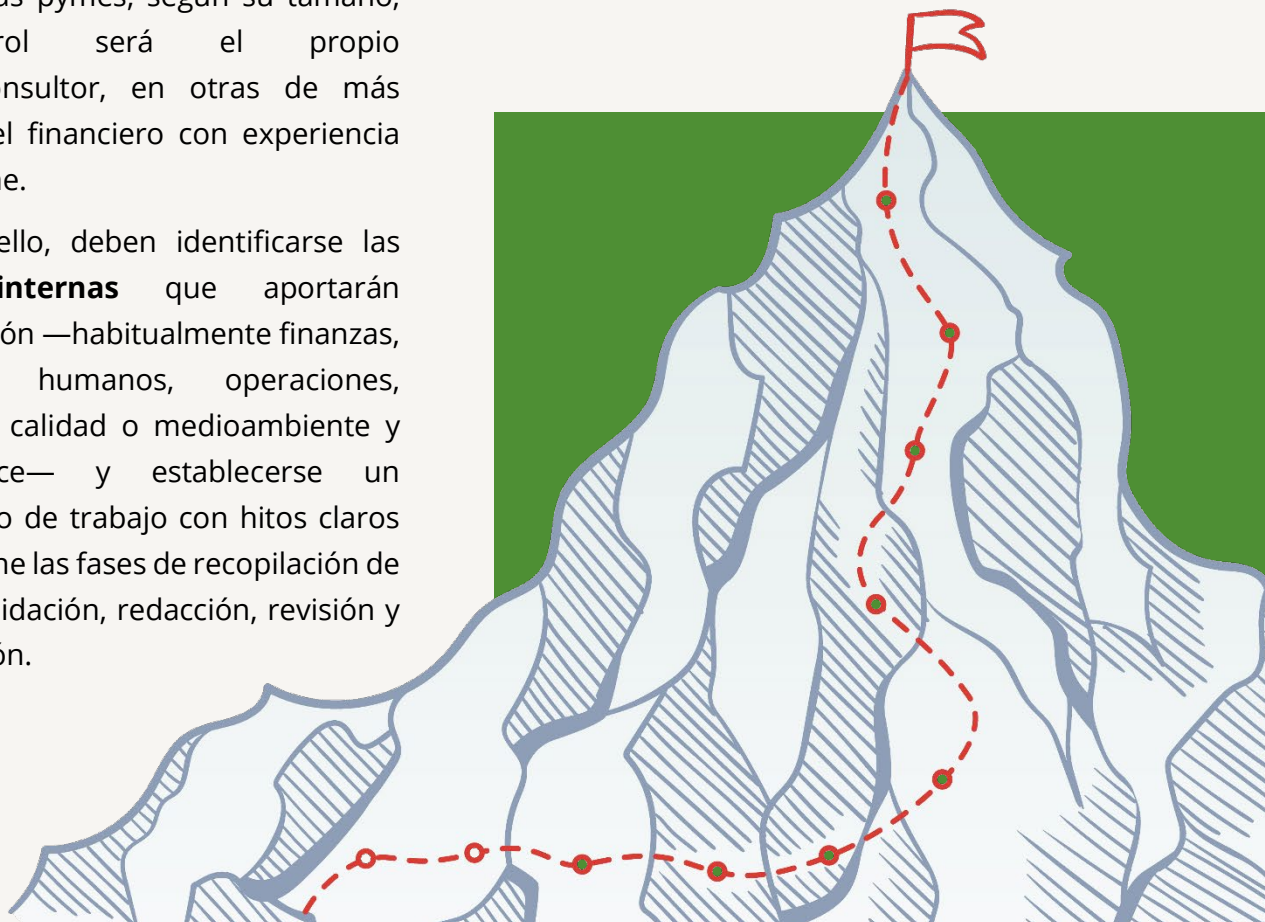 as pymes, según su tamaño,
rol será el propio
onsultor, en otras de más
el financiero con experiencia
ne.
ello, deben identificarse las
internas que aportarán
ón —habitualmente finanzas,
humanos, operaciones,
calidad o medioambiente y
ce— y establecerse un
o de trabajo con hitos claros
ne las fases de recopilación de
idación, redacción, revisión y
ón.